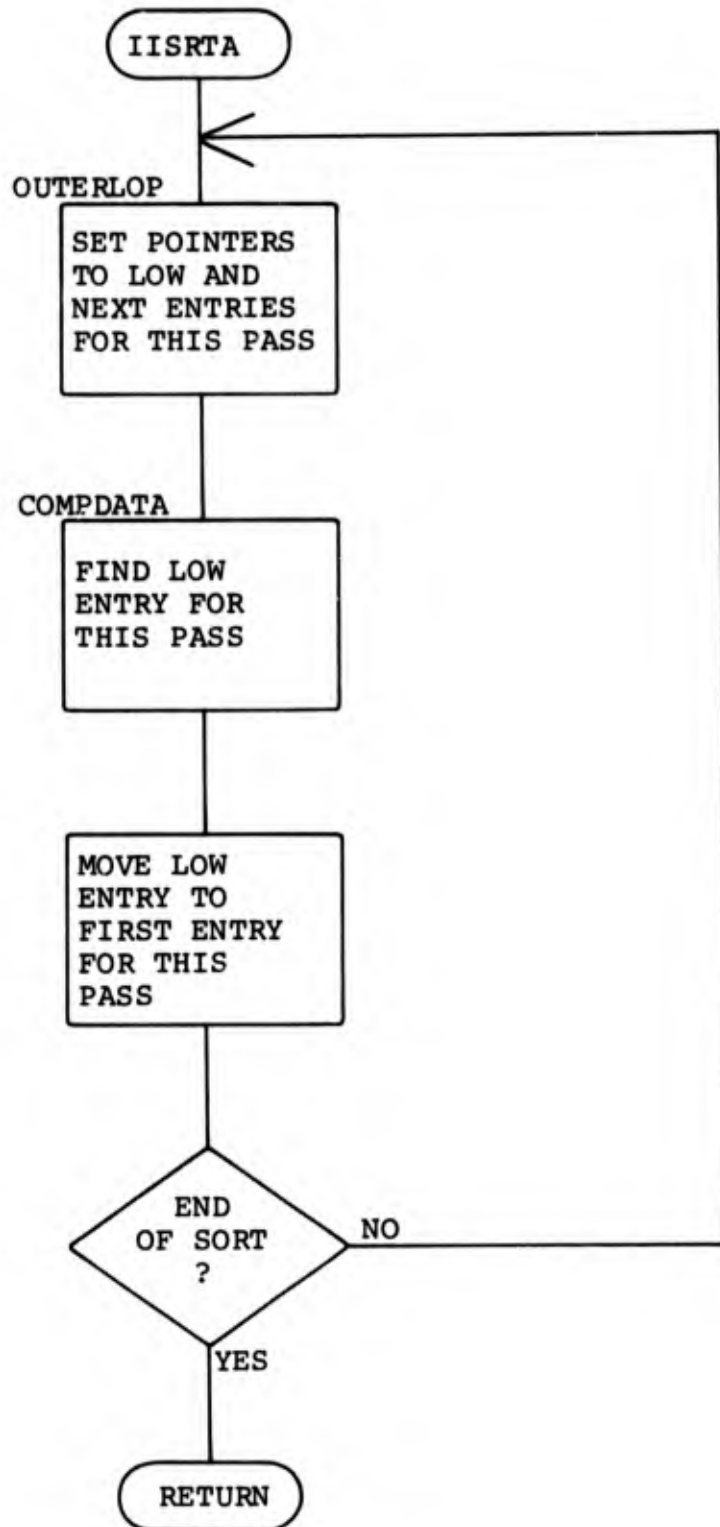 IISRTA
OUTERLOP
SET POINTERS
TO LOW AND
NEXT ENTRIES
FOR THIS PASS
COMPDATA
FIND LOW
ENTRY FOR
THIS PASS
MOVE LOW
ENTRY TO
FIRST ENTRY
FOR THIS
PASS
END
OF SORT
?
NO
YES
RETURN